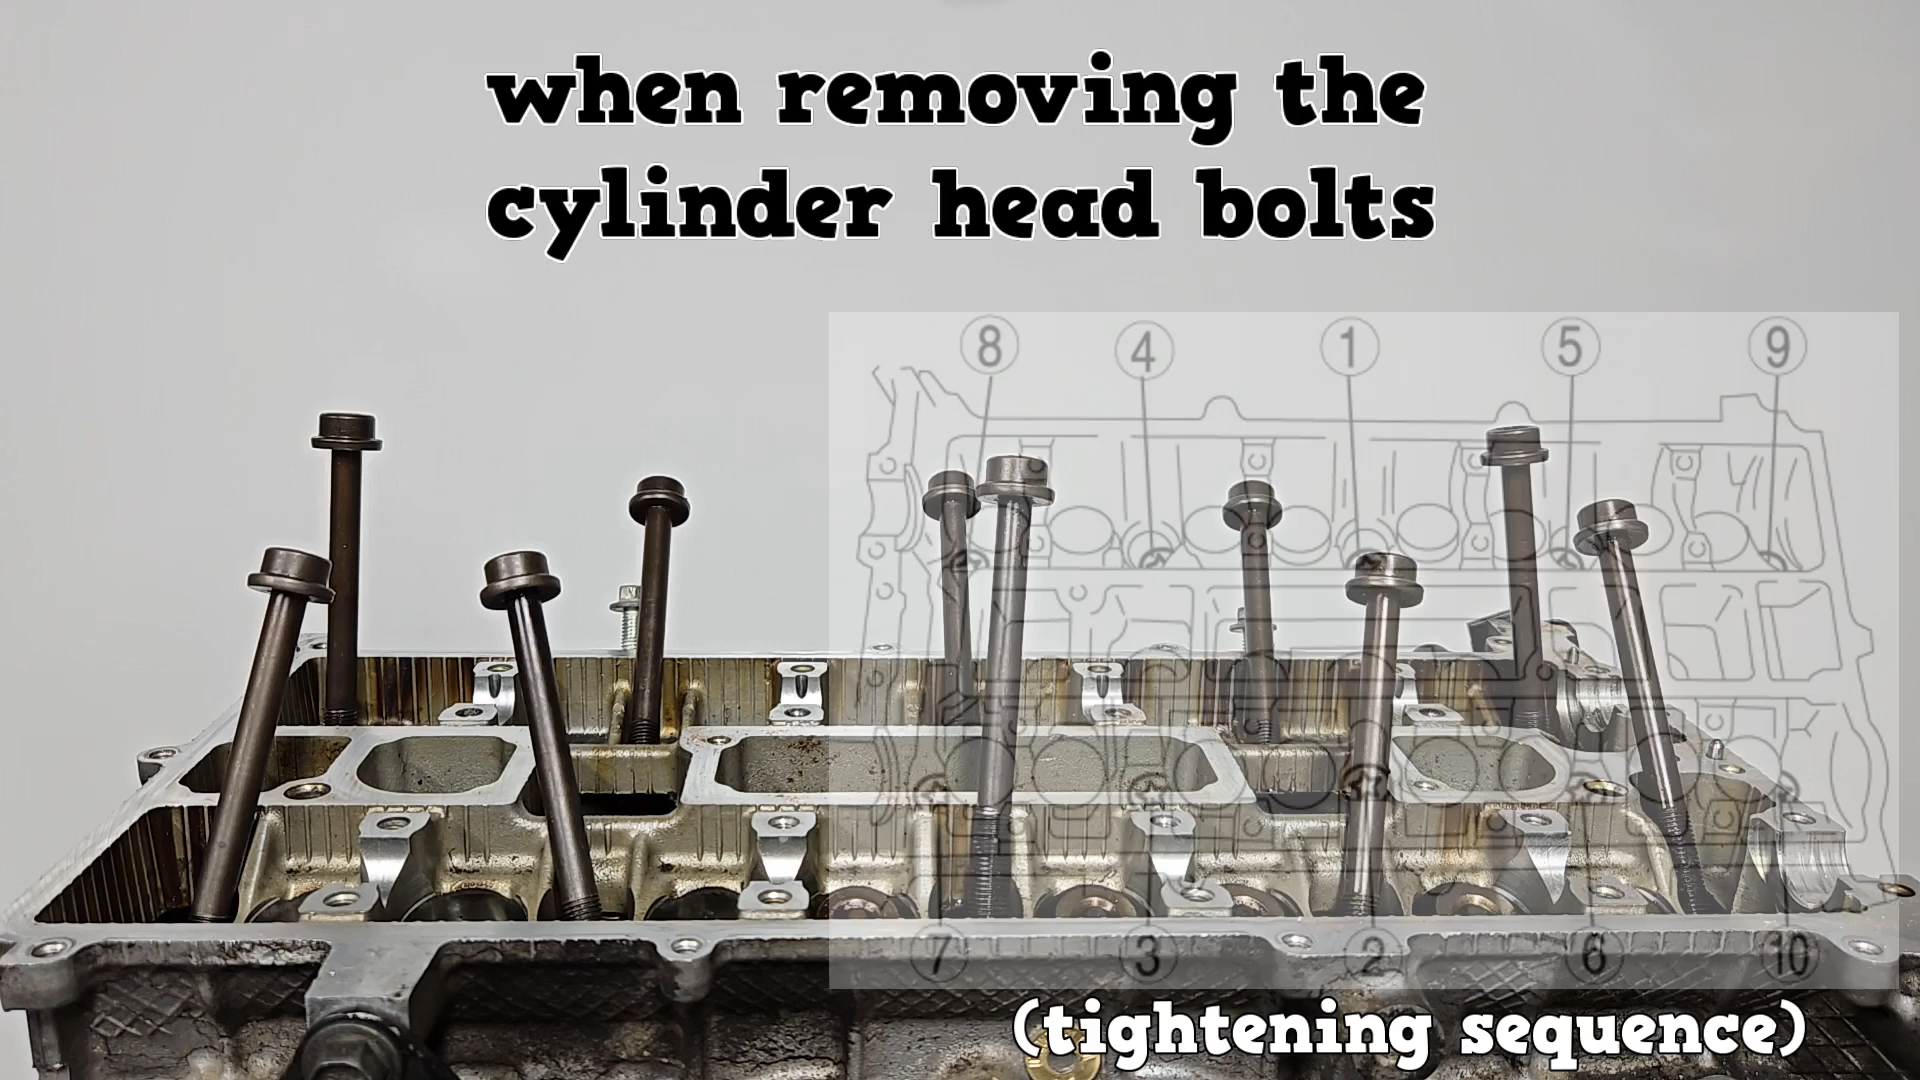 when removing the
cylinder head bolts
8 4 1 5 9
7 3 2 6 10
(tightening sequence)